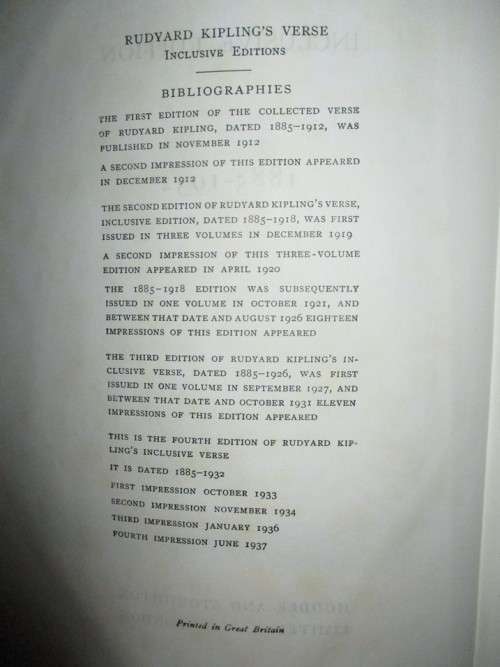 RUDYARD KIPLING'S VERSE
INCLUSIVE EDITIONS
BIBLIOGRAPHIES
THE FIRST EDITION OF THE COLLECTED VERSE
OF RUDYARD KIPLING, DATED 1885–1912, WAS
PUBLISHED IN NOVEMBER 1912
A SECOND IMPRESSION OF THIS EDITION APPEARED
IN DECEMBER 1912
THE SECOND EDITION OF RUDYARD KIPLING'S VERSE,
INCLUSIVE EDITION, DATED 1885–1918, WAS FIRST
ISSUED IN THREE VOLUMES IN DECEMBER 1919
A SECOND IMPRESSION OF THIS THREE-VOLUME
EDITION APPEARED IN APRIL 1920
THE 1885–1918 EDITION WAS SUBSEQUENTLY
ISSUED IN ONE VOLUME IN OCTOBER 1921, AND
BETWEEN THAT DATE AND AUGUST 1926 EIGHTEEN
IMPRESSIONS OF THIS EDITION APPEARED
THE THIRD EDITION OF RUDYARD KIPLING'S IN-
CLUSIVE VERSE, DATED 1885–1926, WAS FIRST
ISSUED IN ONE VOLUME IN SEPTEMBER 1927, AND
BETWEEN THAT DATE AND OCTOBER 1931 ELEVEN
IMPRESSIONS OF THIS EDITION APPEARED
THIS IS THE FOURTH EDITION OF RUDYARD KIP-
LING'S INCLUSIVE VERSE
IT IS DATED 1885–1932
FIRST IMPRESSION OCTOBER 1933
SECOND IMPRESSION NOVEMBER 1934
THIRD IMPRESSION JANUARY 1936
FOURTH IMPRESSION JUNE 1937
Printed in Great Britain